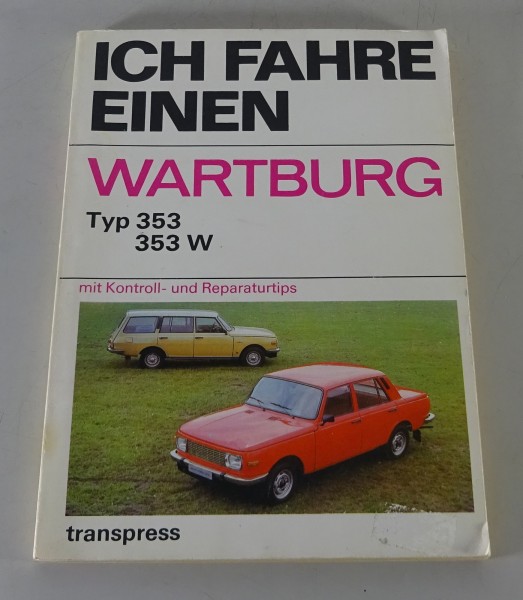 ICH FAHRE
EINEN
WARTBURG
Typ 353
353 W
mit Kontroll- und Reparaturtips
transpress